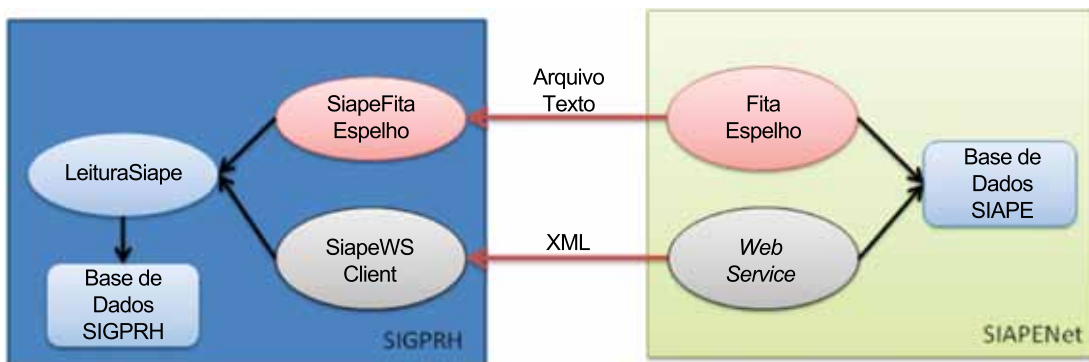 SiapeFita
Espelho
Arquivo
Texto
Fita
Espelho
LeituraSiape
Base de
Dados
SIAPE
SiapeWS
Client
XML
Web
Service
Base de
Dados
SIGPRH
SIGPRH
SIAPENet